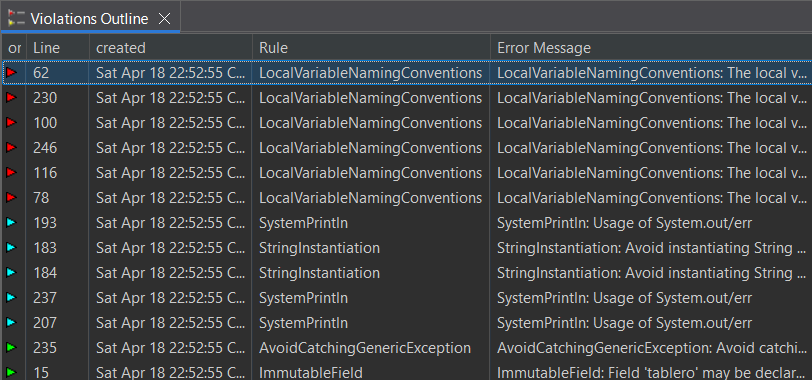 Violations Outline
or Line created Rule Error Message
62 Sat Apr 18 22:52:55 C... LocalVariableNamingConventions LocalVariableNamingConventions: The local v...
230 Sat Apr 18 22:52:55 C... LocalVariableNamingConventions LocalVariableNamingConventions: The local v...
100 Sat Apr 18 22:52:55 C... LocalVariableNamingConventions LocalVariableNamingConventions: The local v...
246 Sat Apr 18 22:52:55 C... LocalVariableNamingConventions LocalVariableNamingConventions: The local v...
116 Sat Apr 18 22:52:55 C... LocalVariableNamingConventions LocalVariableNamingConventions: The local v...
78 Sat Apr 18 22:52:55 C... LocalVariableNamingConventions LocalVariableNamingConventions: The local v...
193 Sat Apr 18 22:52:55 C... SystemPrintln SystemPrintln: Usage of System.out/err
183 Sat Apr 18 22:52:55 C... StringInstantiation StringInstantiation: Avoid instantiating String ...
184 Sat Apr 18 22:52:55 C... StringInstantiation StringInstantiation: Avoid instantiating String ...
237 Sat Apr 18 22:52:55 C... SystemPrintln SystemPrintln: Usage of System.out/err
207 Sat Apr 18 22:52:55 C... SystemPrintln SystemPrintln: Usage of System.out/err
235 Sat Apr 18 22:52:55 C... AvoidCatchingGenericException AvoidCatchingGenericException: Avoid catchi...
15 Sat Apr 18 22:52:55 C... ImmutableField ImmutableField: Field 'tablero' may be declar...